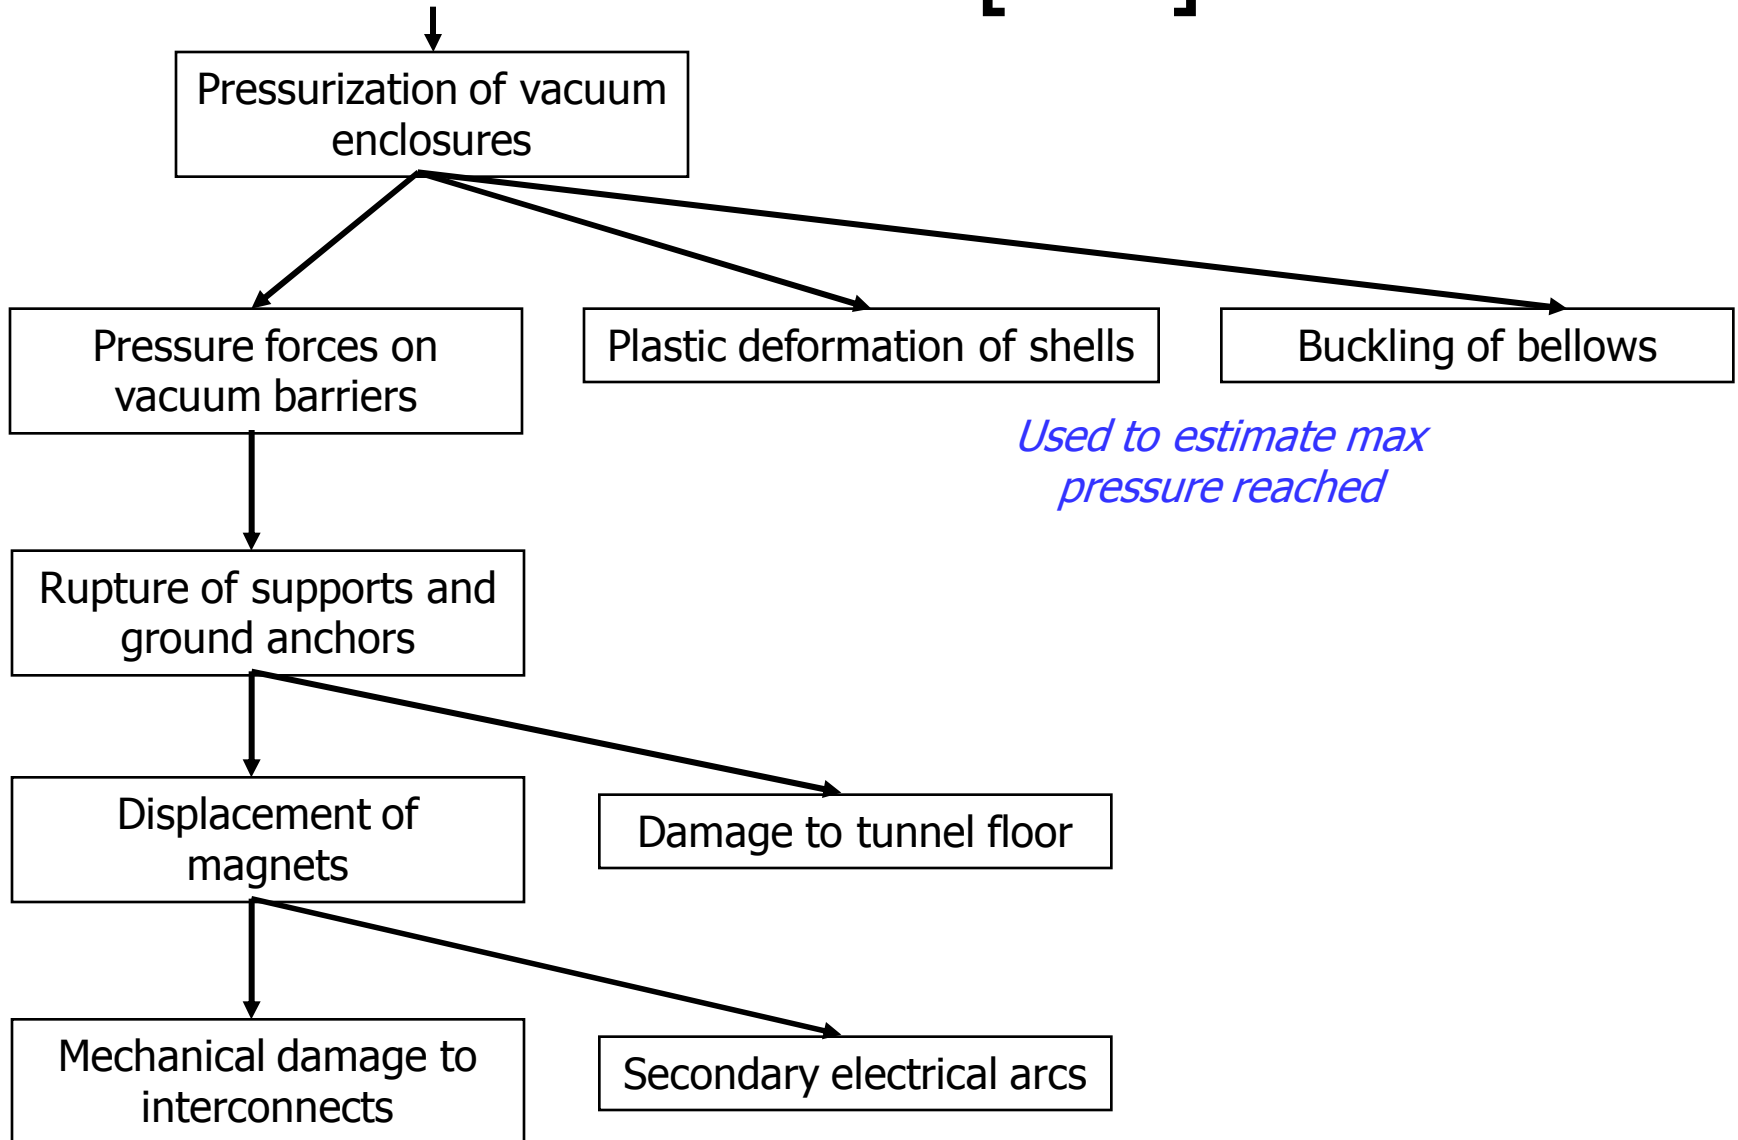 Pressurization of vacuum
enclosures
Pressure forces on
vacuum barriers
Plastic deformation of shells
Buckling of bellows
Used to estimate max
pressure reached
Rupture of supports and
ground anchors
Displacement of
magnets
Damage to tunnel floor
Mechanical damage to
interconnects
Secondary electrical arcs